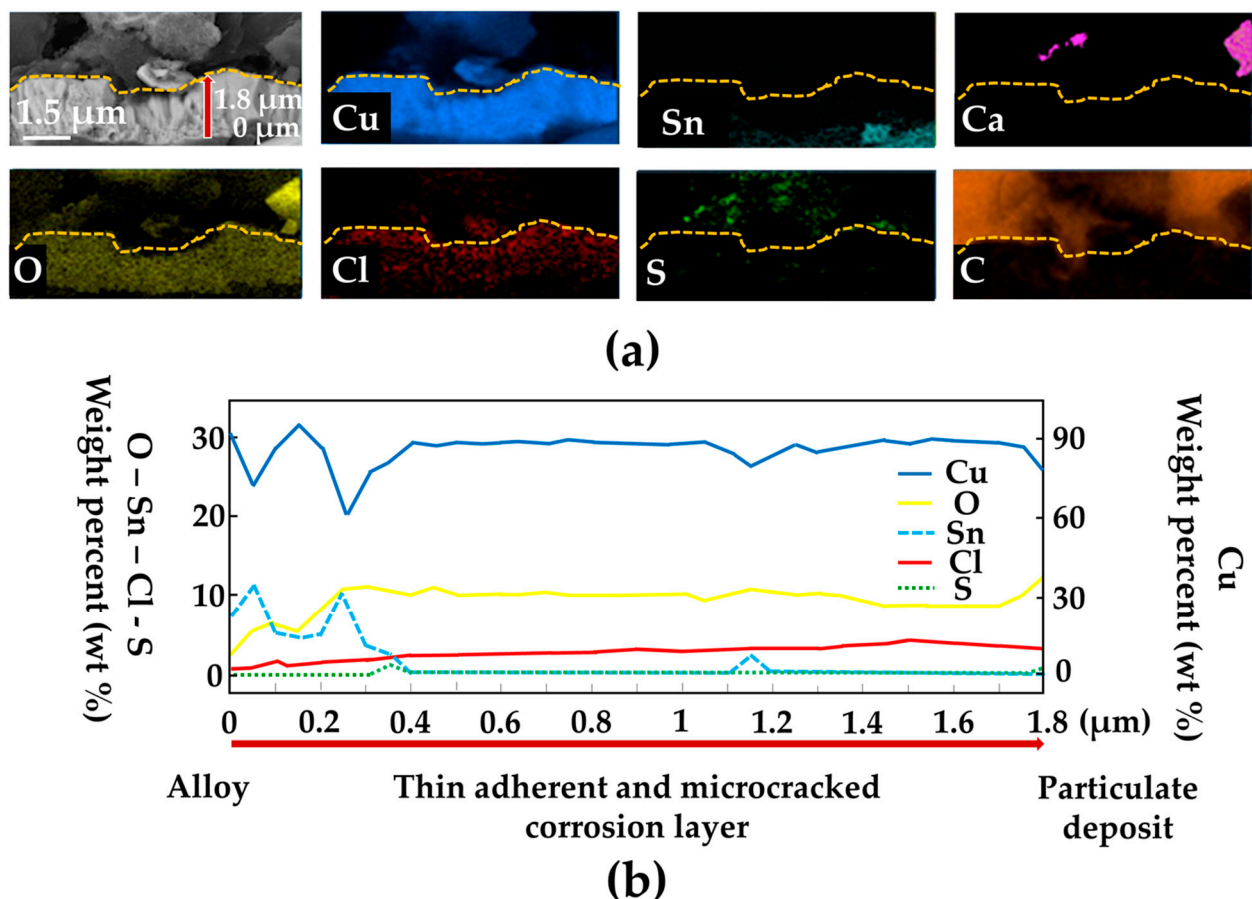 1.5 μm
1.8 μm
0 μm
Cu
Sn
Ca
O
Cl
S
C
(a)
O – Sn – Cl - S
Weight percent (wt %)
30
20
10
0
90
60
30
0
Cu
Weight percent (wt %)
Cu
O
Sn
Cl
S
0
0.2
0.4
0.6
0.8
1
1.2
1.4
1.6
1.8 (μm)
Alloy
Thin adherent and microcracked
corrosion layer
Particulate
deposit
(b)